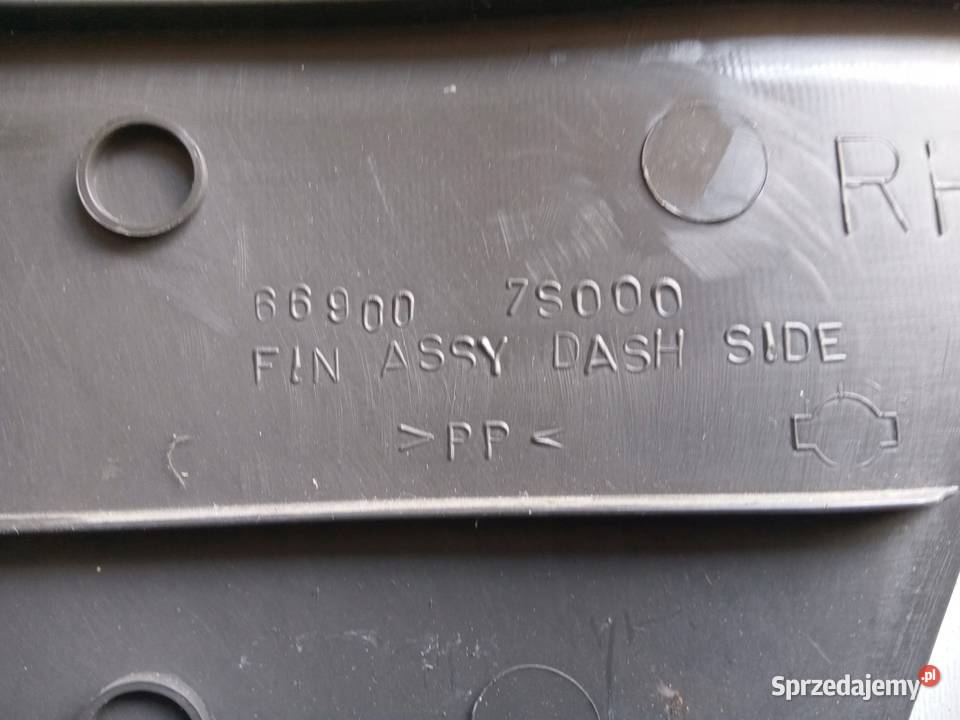 RH
66900 7S000
FIN ASSY DASH SIDE
>PP<
Sprzedajemy.pl